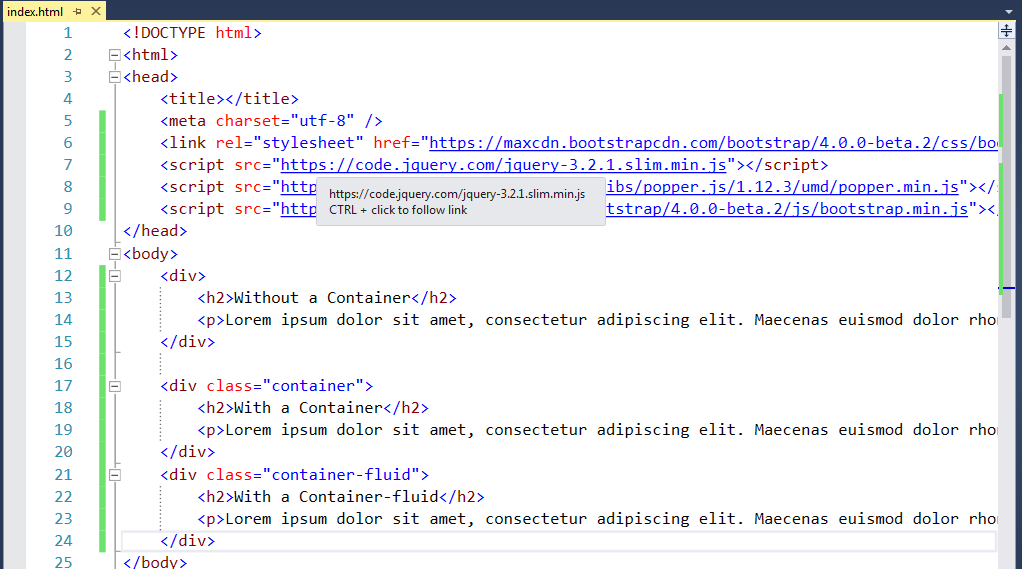 index.html
1 <!DOCTYPE html>
2 <html>
3 <head>
4 <title></title>
5 <meta charset="utf-8" />
6 <link rel="stylesheet" href="https://maxcdn.bootstrapcdn.com/bootstrap/4.0.0-beta.2/css/bo
7 <script src="https://code.jquery.com/jquery-3.2.1.slim.min.js"></script>
8 <script src="http ibs/popper.js/1.12.3/umd/popper.min.js"></s
https://code.jquery.com/jquery-3.2.1.slim.min.js
CTRL + click to follow link
9 <script src="http tstrap/4.0.0-beta.2/js/bootstrap.min.js"></
10 </head>
11 <body>
12 <div>
13 <h2>Without a Container</h2>
14 <p>Lorem ipsum dolor sit amet, consectetur adipiscing elit. Maecenas euismod dolor rho
15 </div>
16
17 <div class="container">
18 <h2>With a Container</h2>
19 <p>Lorem ipsum dolor sit amet, consectetur adipiscing elit. Maecenas euismod dolor rho
20 </div>
21 <div class="container-fluid">
22 <h2>With a Container-fluid</h2>
23 <p>Lorem ipsum dolor sit amet, consectetur adipiscing elit. Maecenas euismod dolor rho
24 </div>
25 </body>